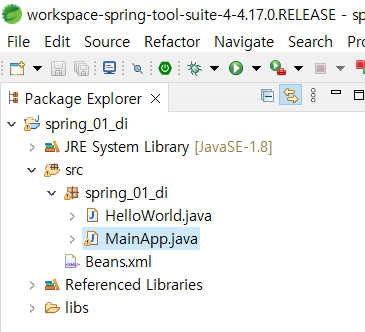 workspace-spring-tool-suite-4-4.17.0.RELEASE - sp
File Edit Source Refactor Navigate Search Pro
Package Explorer
spring_01_di
JRE System Library [JavaSE-1.8]
src
spring_01_di
HelloWorld.java
MainApp.java
Beans.xml
Referenced Libraries
libs